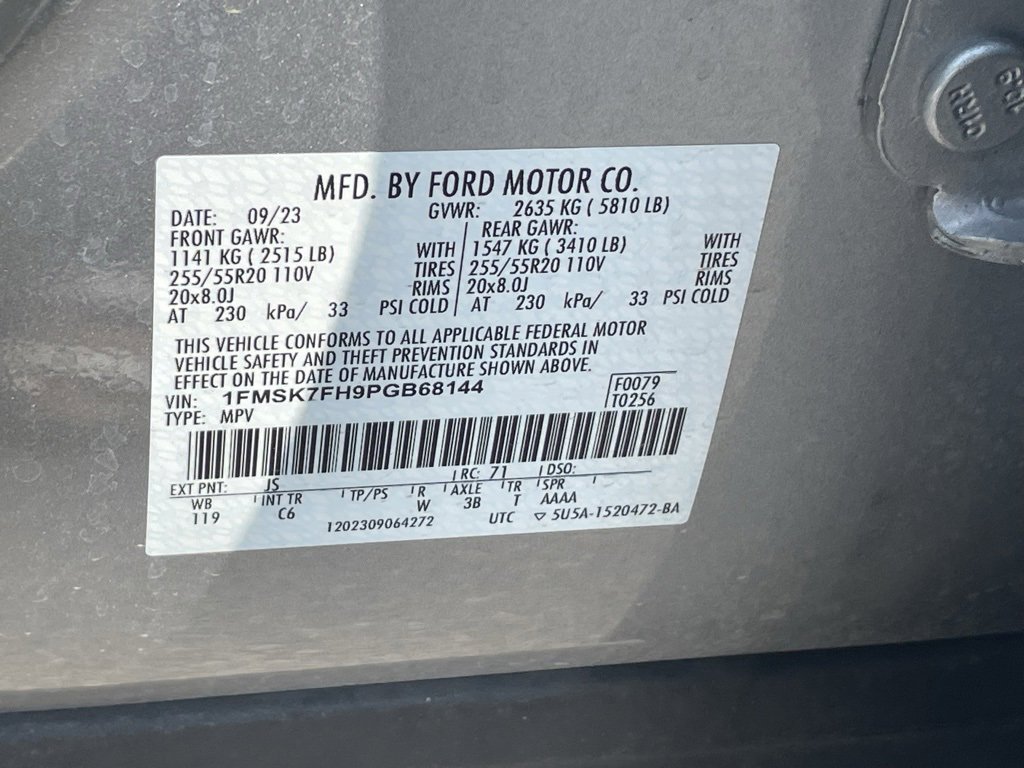 MFD. BY FORD MOTOR CO.
DATE: 09/23 GVWR: 2635 KG ( 5810 LB)
FRONT GAWR: REAR GAWR:
1141 KG ( 2515 LB) WITH 1547 KG ( 3410 LB) WITH
255/55R20 110V TIRES 255/55R20 110V TIRES
20x8.0J RIMS 20x8.0J RIMS
AT 230 kPa/ 33 PSI COLD AT 230 kPa/ 33 PSI COLD
THIS VEHICLE CONFORMS TO ALL APPLICABLE FEDERAL MOTOR
VEHICLE SAFETY AND THEFT PREVENTION STANDARDS IN
EFFECT ON THE DATE OF MANUFACTURE SHOWN ABOVE.
VIN: 1FMSK7FH9PGB68144 F0079
TYPE: MPV T0256
EXT PNT: JS RC: 71 DSO:
WB INT TR TP/PS R AXLE TR SPR
119 C6 W 3B T AAAA
1202309064272 UTC ▽ 5U5A-1520472-BA
10.9